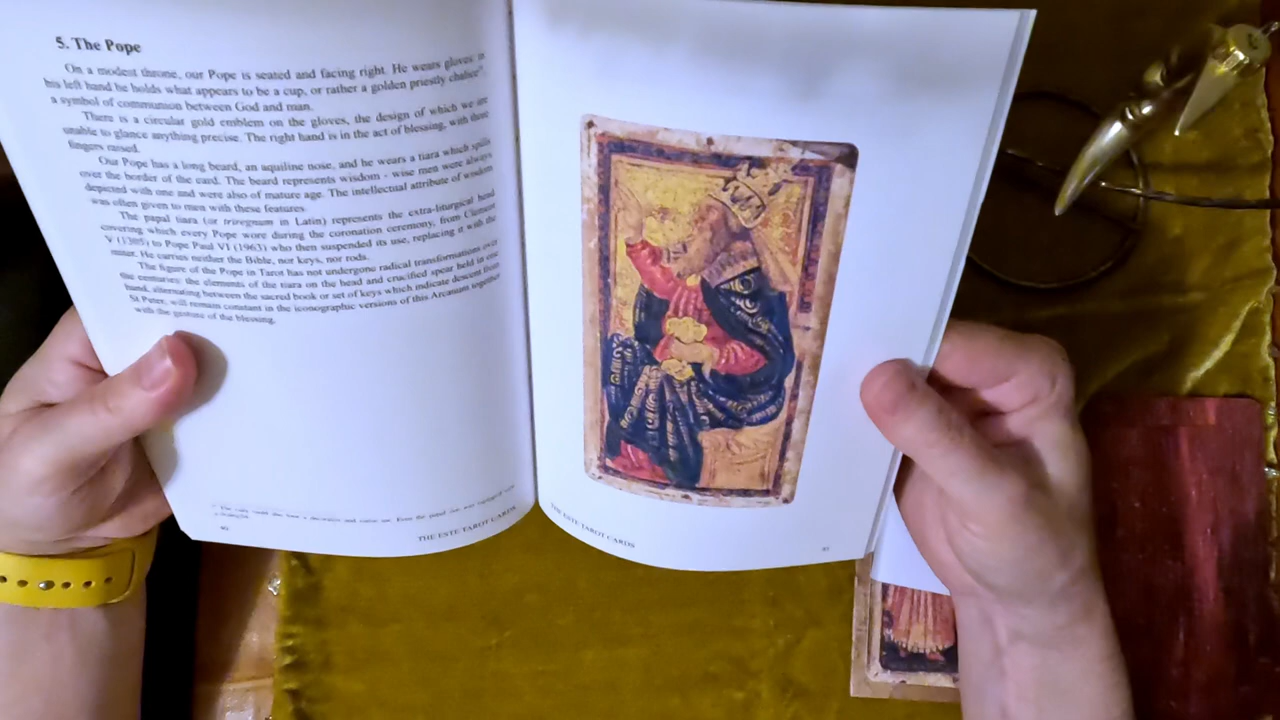 5. The Pope
On a modest throne, our Pope is seated and facing right. He wears gloves: in
his left hand he holds what appears to be a cup, or rather a golden priestly chalice
a symbol of communion between God and man.
There is a circular gold emblem on the gloves, the design of which we are
unable to glance anything precise. The right hand is in the act of blessing, with three
fingers raised.
Our Pope has a long beard, an aquiline nose, and he wears a tiara which spills
over the border of the card. The beard represents wisdom - wise men were always
depicted with one and were also of mature age. The intellectual attribute of wisdom
was often given to men with these features.
The papal tiara (or triregnum in Latin) represents the extra-liturgical head
covering which every Pope wore during the coronation ceremony, from Clement
V (1305) to Pope Paul VI (1963) who then suspended its use, replacing it with the
miter. He carries neither the Bible, nor keys, nor rods.
The figure of the Pope in Tarot has not undergone radical transformations over
the centuries: the elements of the tiara on the head and crucified spear held in one
hand, alternating between the sacred book or set of keys which indicate descent from
St Peter, will remain constant in the iconographic versions of this Arcanum together
with the gesture of the blessing.
THE ESTE TAROT CARDS
THE ESTE TAROT CARDS